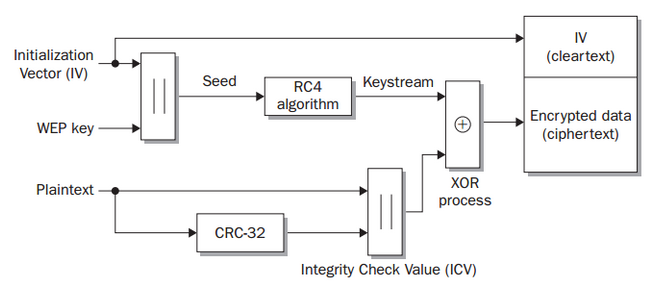 Initialization
Vector (IV)
WEP key
Seed
RC4
algorithm
Keystream
IV
(cleartext)
Encrypted data
(ciphertext)
XOR
process
Plaintext
CRC-32
Integrity Check Value (ICV)